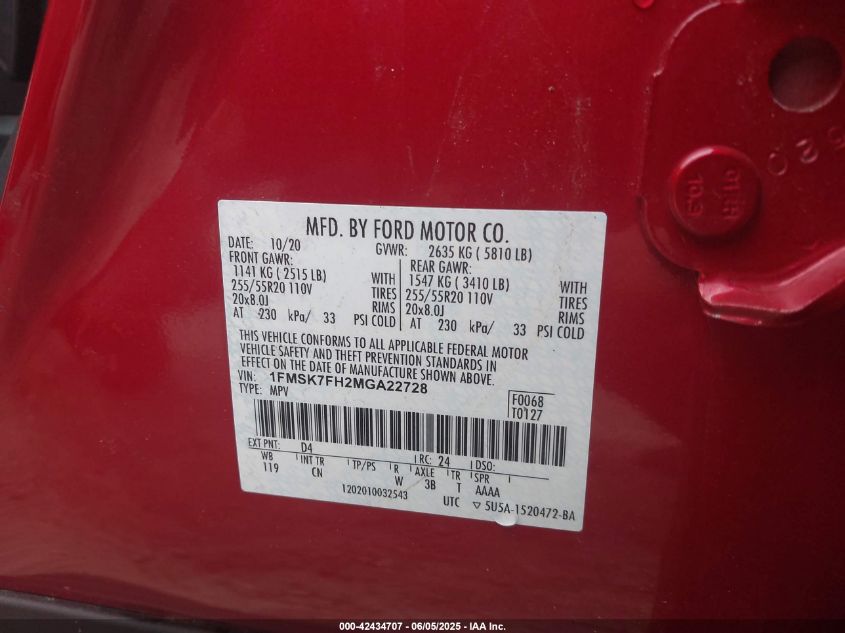 MFD. BY FORD MOTOR CO.
DATE: 10/20 GVWR: 2635 KG ( 5810 LB)
FRONT GAWR: REAR GAWR:
1141 KG ( 2515 LB) WITH 1547 KG ( 3410 LB) WITH
255/55R20 110V TIRES 255/55R20 110V TIRES
20x8.0J RIMS 20x8.0J RIMS
AT 230 kPa/ 33 PSI COLD AT 230 kPa/ 33 PSI COLD
THIS VEHICLE CONFORMS TO ALL APPLICABLE FEDERAL MOTOR
VEHICLE SAFETY AND THEFT PREVENTION STANDARDS IN
EFFECT ON THE DATE OF MANUFACTURE SHOWN ABOVE.
VIN: 1FMSK7FH2MGA22728
TYPE: MPV
F0068
T0127
EXT PNT: D4 RC: 24 DSO:
WB INT TR TP/PS R AXLE TR SPR
119 CN W 3B T AAAA
1202010032543 UTC ▽ 5U5A-1520472-BA
520
10.9
000-42434707 - 06/05/2025 - IAA Inc.